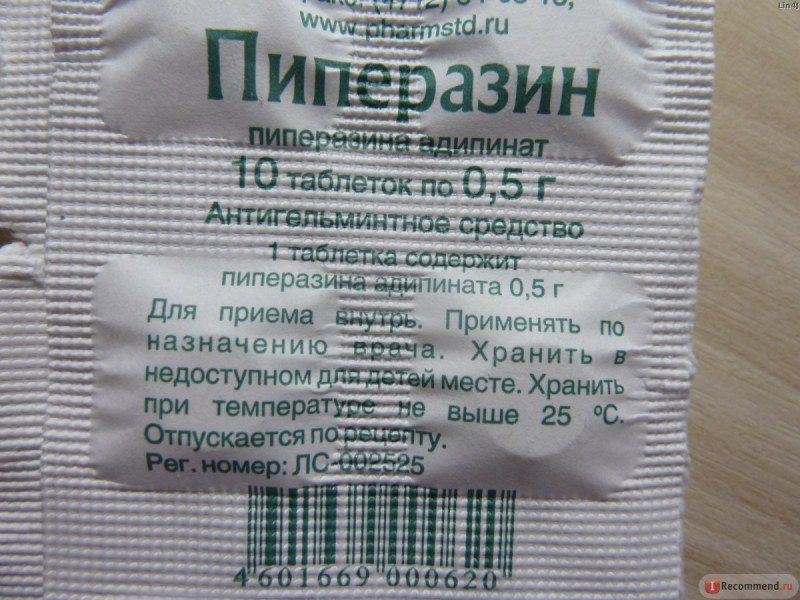 www.pharmstd.ru
Пиперазин
пиперазина адипинат
10 таблеток по 0,5 г
Антигельминтное средство
1 таблетка содержит
пиперазина адипината 0,5 г
Для приема внутрь. Применять по
назначению врача. Хранить в
недоступном для детей месте. Хранить
при температуре не выше 25 °С.
Отпускается по рецепту.
Рег. номер: ЛС-002525
4 601669 000620
Recommend.ru